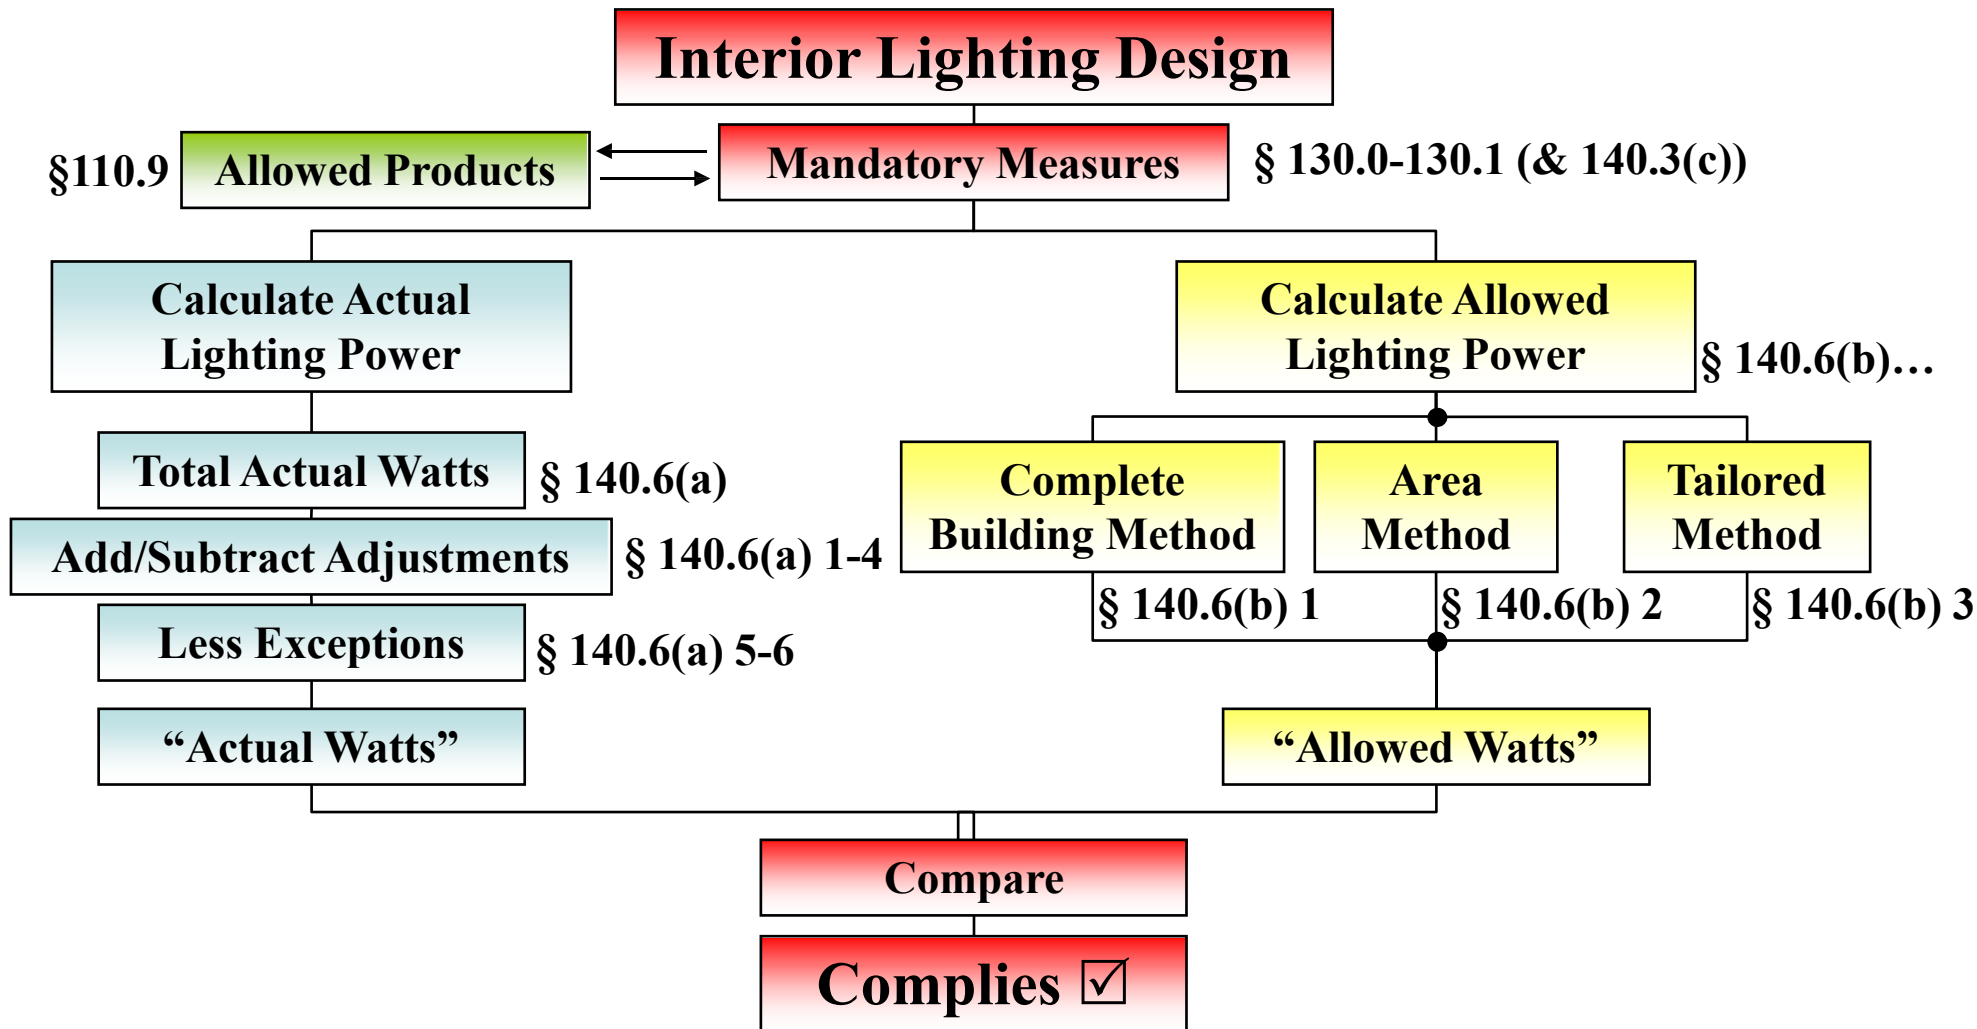 Interior Lighting Design
§110.9
Allowed Products
Mandatory Measures
§ 130.0-130.1 (& 140.3(c))
Calculate Actual
Lighting Power
Calculate Allowed
Lighting Power
§ 140.6(b)…
Total Actual Watts
§ 140.6(a)
Complete
Building Method
Area
Method
Tailored
Method
Add/Subtract Adjustments
§ 140.6(a) 1-4
§ 140.6(b) 1
§ 140.6(b) 2
§ 140.6(b) 3
Less Exceptions
§ 140.6(a) 5-6
“Actual Watts”
“Allowed Watts”
Compare
Complies ☑